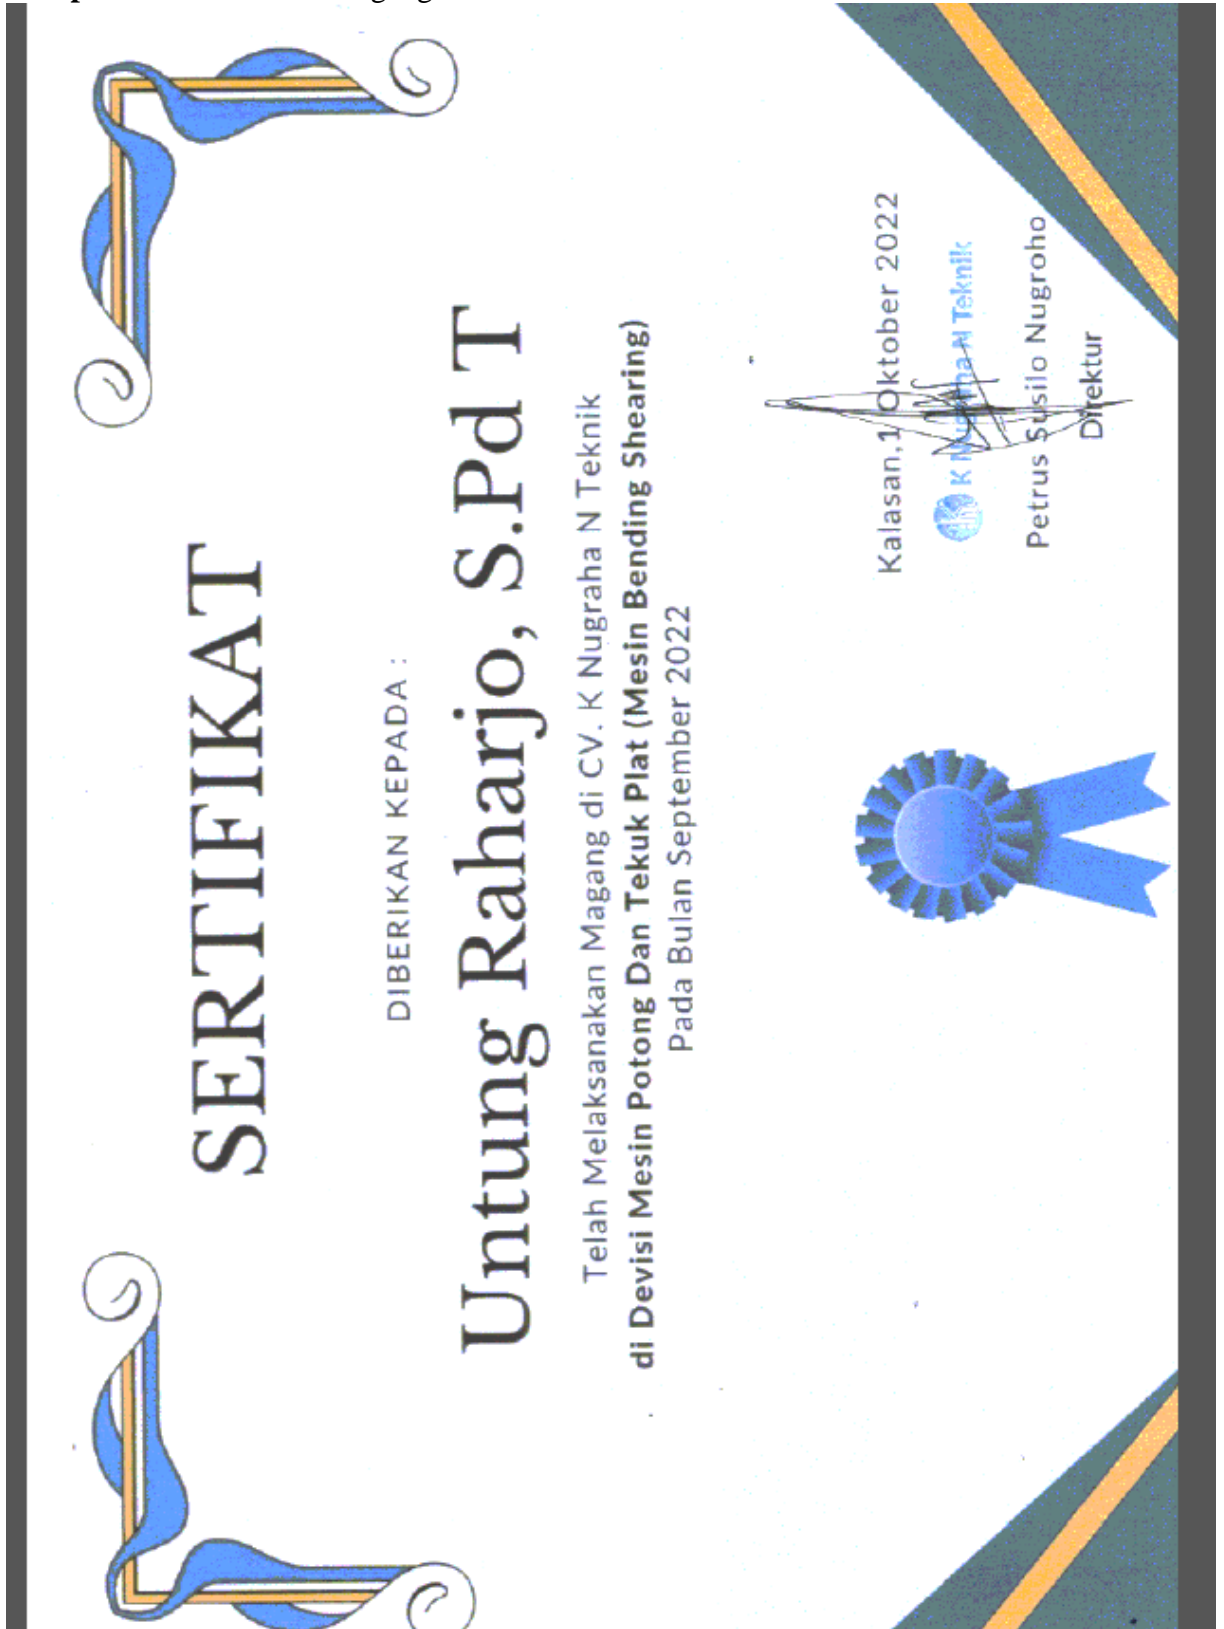 SERTIFIKAT
DIBERIKAN KEPADA :
Untung Raharjo, S.Pd T
Telah Melaksanakan Magang di CV. K Nugraha N Teknik
di Devisi Mesin Potong Dan Tekuk Plat (Mesin Bending Shearing)
Pada Bulan September 2022
Kalasan,1 Oktober 2022
K Nugraha N Teknik
Petrus Susilo Nugroho
Direktur